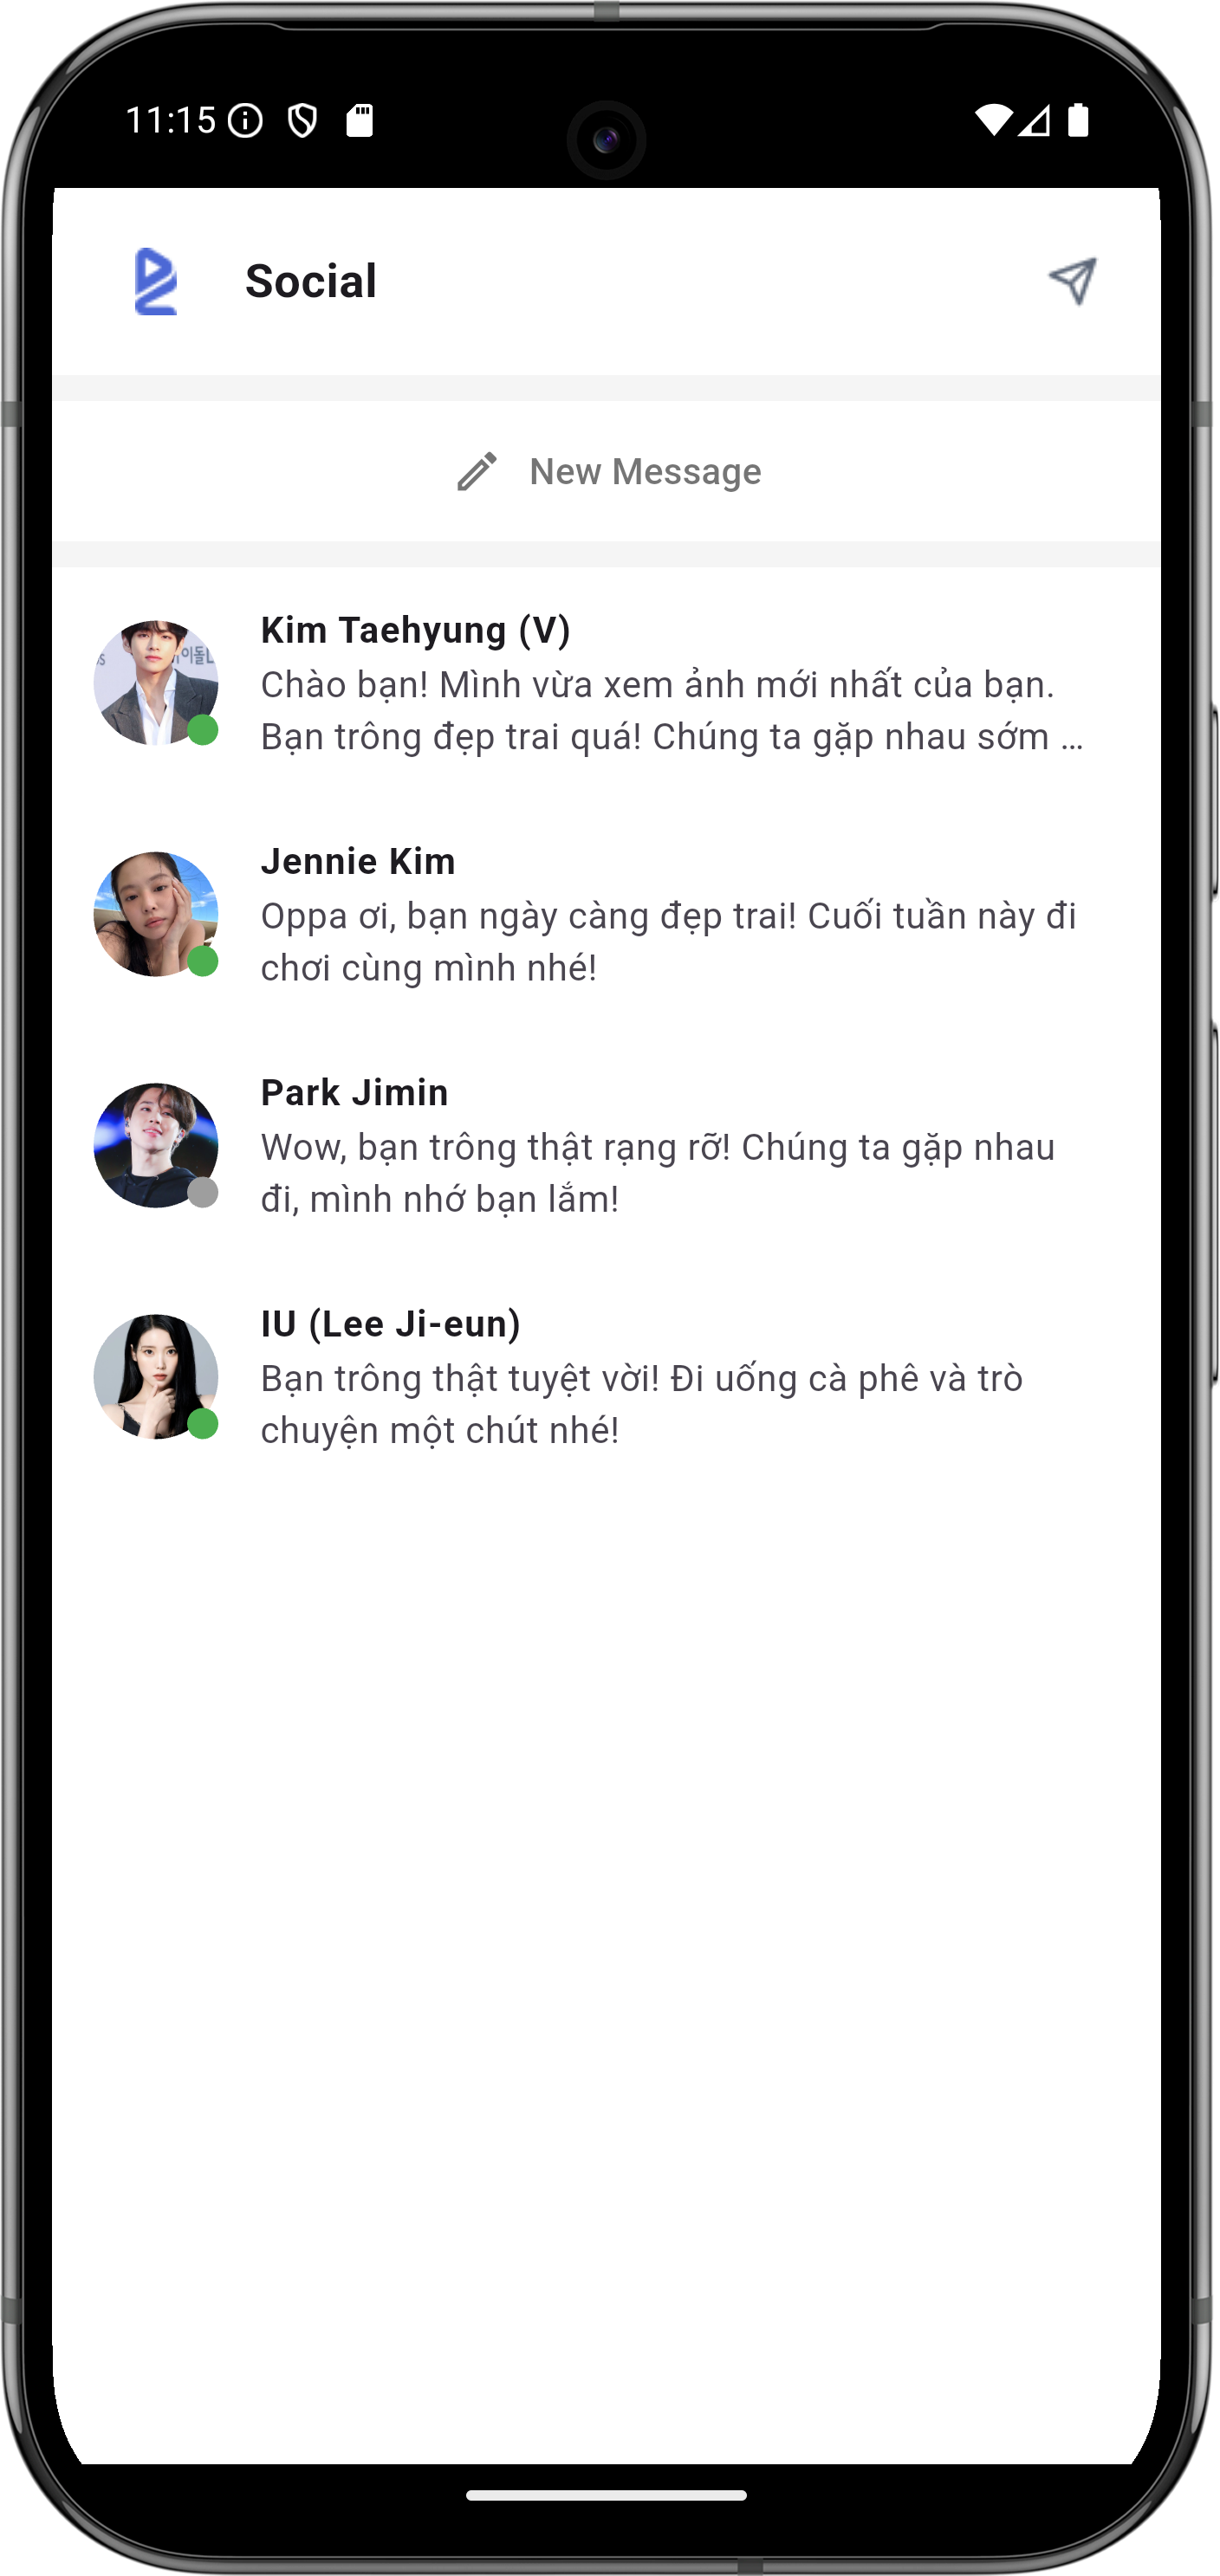 11:15
Social
New Message
Kim Taehyung (V)
Chào bạn! Mình vừa xem ảnh mới nhất của bạn.
Bạn trông đẹp trai quá! Chúng ta gặp nhau sớm ...
Jennie Kim
Oppa ơi, bạn ngày càng đẹp trai! Cuối tuần này đi
chơi cùng mình nhé!
Park Jimin
Wow, bạn trông thật rạng rỡ! Chúng ta gặp nhau
đi, mình nhớ bạn lắm!
IU (Lee Ji-eun)
Bạn trông thật tuyệt vời! Đi uống cà phê và trò
chuyện một chút nhé!